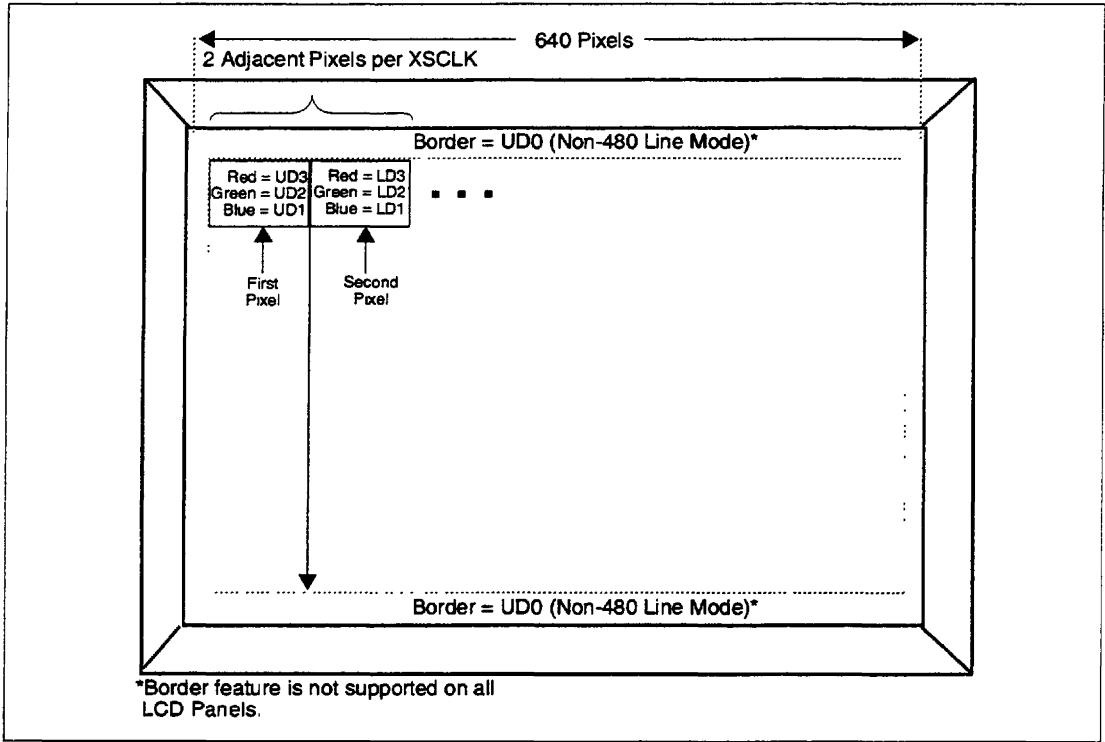 640 Pixels
2 Adjacent Pixels per XSCLK
Border = UD0 (Non-480 Line Mode)*
Red = UD3
Green = UD2
Blue = UD1
Red = LD3
Green = LD2
Blue = LD1
First
Pixel
Second
Pixel
Border = UD0 (Non-480 Line Mode)*
*Border feature is not supported on all
LCD Panels.